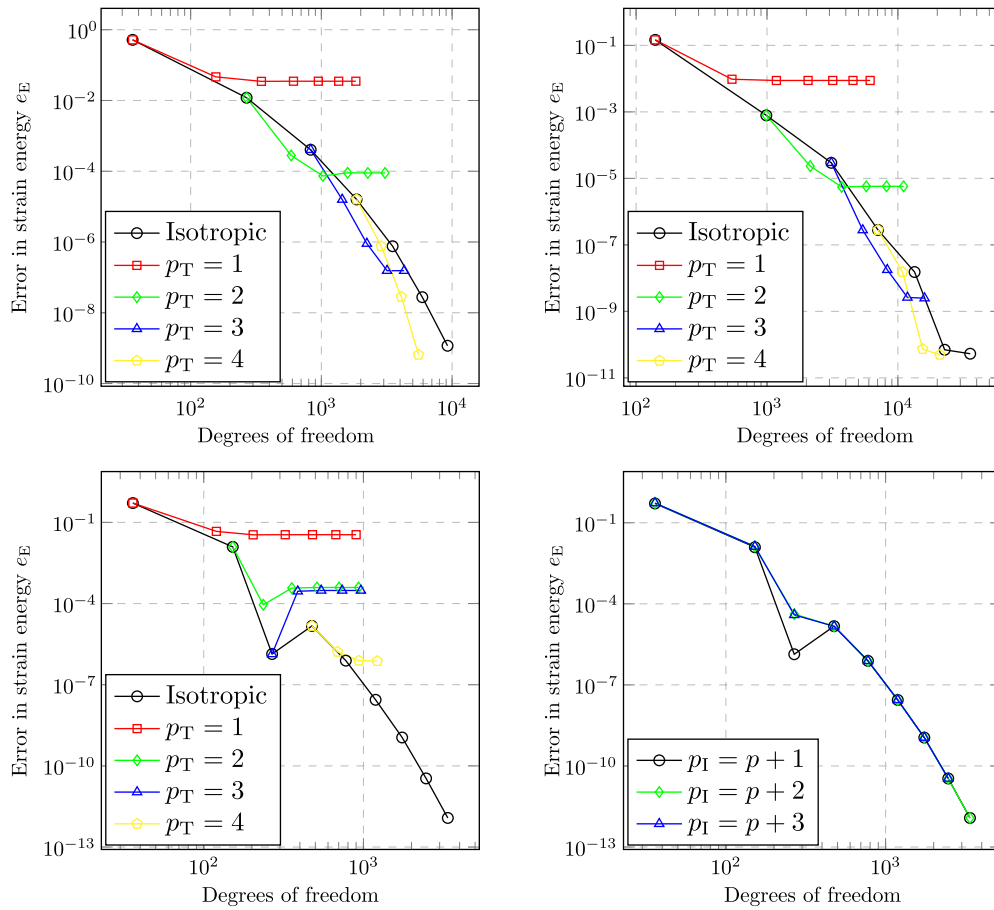 10^0
10^−2
10^−4
10^−6
10^−8
10^−10
Error in strain energy e_E
Isotropic
p_T = 1
p_T = 2
p_T = 3
p_T = 4
10^2
10^3
10^4
Degrees of freedom
10^−1
10^−3
10^−5
10^−7
10^−9
10^−11
Error in strain energy e_E
Isotropic
p_T = 1
p_T = 2
p_T = 3
p_T = 4
10^2
10^3
10^4
Degrees of freedom
10^−1
10^−4
10^−7
10^−10
10^−13
Error in strain energy e_E
Isotropic
p_T = 1
p_T = 2
p_T = 3
p_T = 4
10^2
10^3
Degrees of freedom
10^−1
10^−4
10^−7
10^−10
10^−13
Error in strain energy e_E
p_I = p + 1
p_I = p + 2
p_I = p + 3
10^2
10^3
Degrees of freedom